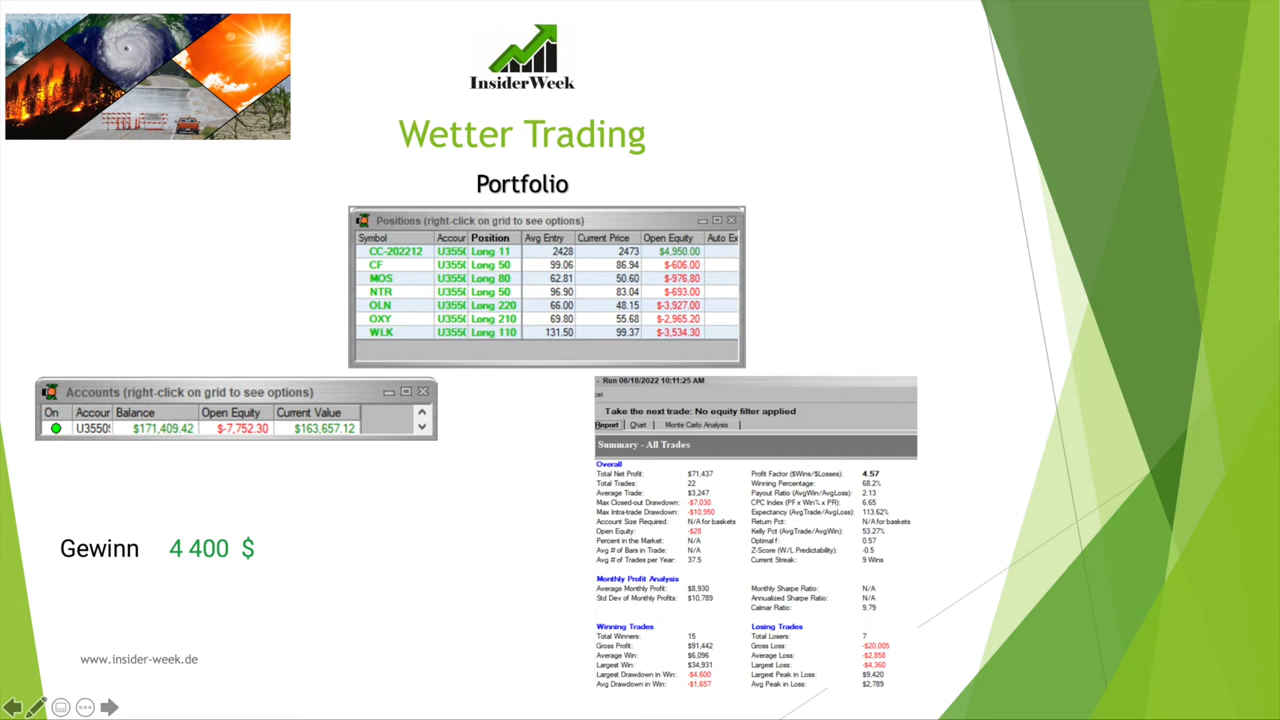 InsiderWeek
Wetter Trading
Portfolio
Positions (right-click on grid to see options)
Symbol Accour Position Avg Entry Current Price Open Equity Auto Ex
CC-202212 U355( Long 11 2428 2473 $4,950.00
CF U355( Long 50 99.06 86.94 $-606.00
MOS U355( Long 80 62.81 50.60 $-976.80
NTR U355( Long 50 96.90 83.04 $-693.00
OLN U355( Long 220 66.00 48.15 $-3,927.00
OXY U355( Long 210 69.80 55.68 $-2,965.20
WLK U355( Long 110 131.50 99.37 $-3,534.30
Accounts (right-click on grid to see options)
On Accour Balance Open Equity Current Value
U3550 $171,409.42 $-7,752.30 $163,657.12
Gewinn 4 400 $
www.insider-week.de
- Run 06/18/2022 10:11:25 AM
cel
Take the next trade: No equity filter applied
Report Chart Monte Carlo Analysis
Summary - All Trades
Overall
Total Net Profit: $71,437
Total Trades: 22
Average Trade: $3,247
Max Closed-out Drawdown: -$7,030
Max Intra-trade Drawdown: -$10,950
Account Size Required: N/A for baskets
Open Equity: -$28
Percent in the Market: N/A
Avg # of Bars in Trade: N/A
Avg # of Trades per Year: 37.5
Profit Factor ($Wins/$Losses): 4.57
Winning Percentage: 68.2%
Payout Ratio (AvgWin/AvgLoss): 2.13
CPC Index (PF x Win% x PR): 6.65
Expectancy (AvgTrade/AvgLoss): 113.62%
Return Pct: N/A for baskets
Kelly Pct (AvgTrade/AvgWin): 53.27%
Optimal f: 0.57
Z-Score (W/L Predictability): -0.5
Current Streak: 9 Wins
Monthly Profit Analysis
Average Monthly Profit: $8,930
Std Dev of Monthly Profits: $10,789
Monthly Sharpe Ratio: N/A
Annualized Sharpe Ratio: N/A
Calmar Ratio: 9.79
Winning Trades
Total Winners: 15
Gross Profit: $91,442
Average Win: $6,096
Largest Win: $34,931
Largest Drawdown in Win: -$4,600
Avg Drawdown in Win: -$1,657
Losing Trades
Total Losers: 7
Gross Loss: -$20,005
Average Loss: -$2,858
Largest Loss: -$4,360
Largest Peak in Loss: $9,420
Avg Peak in Loss: $2,789